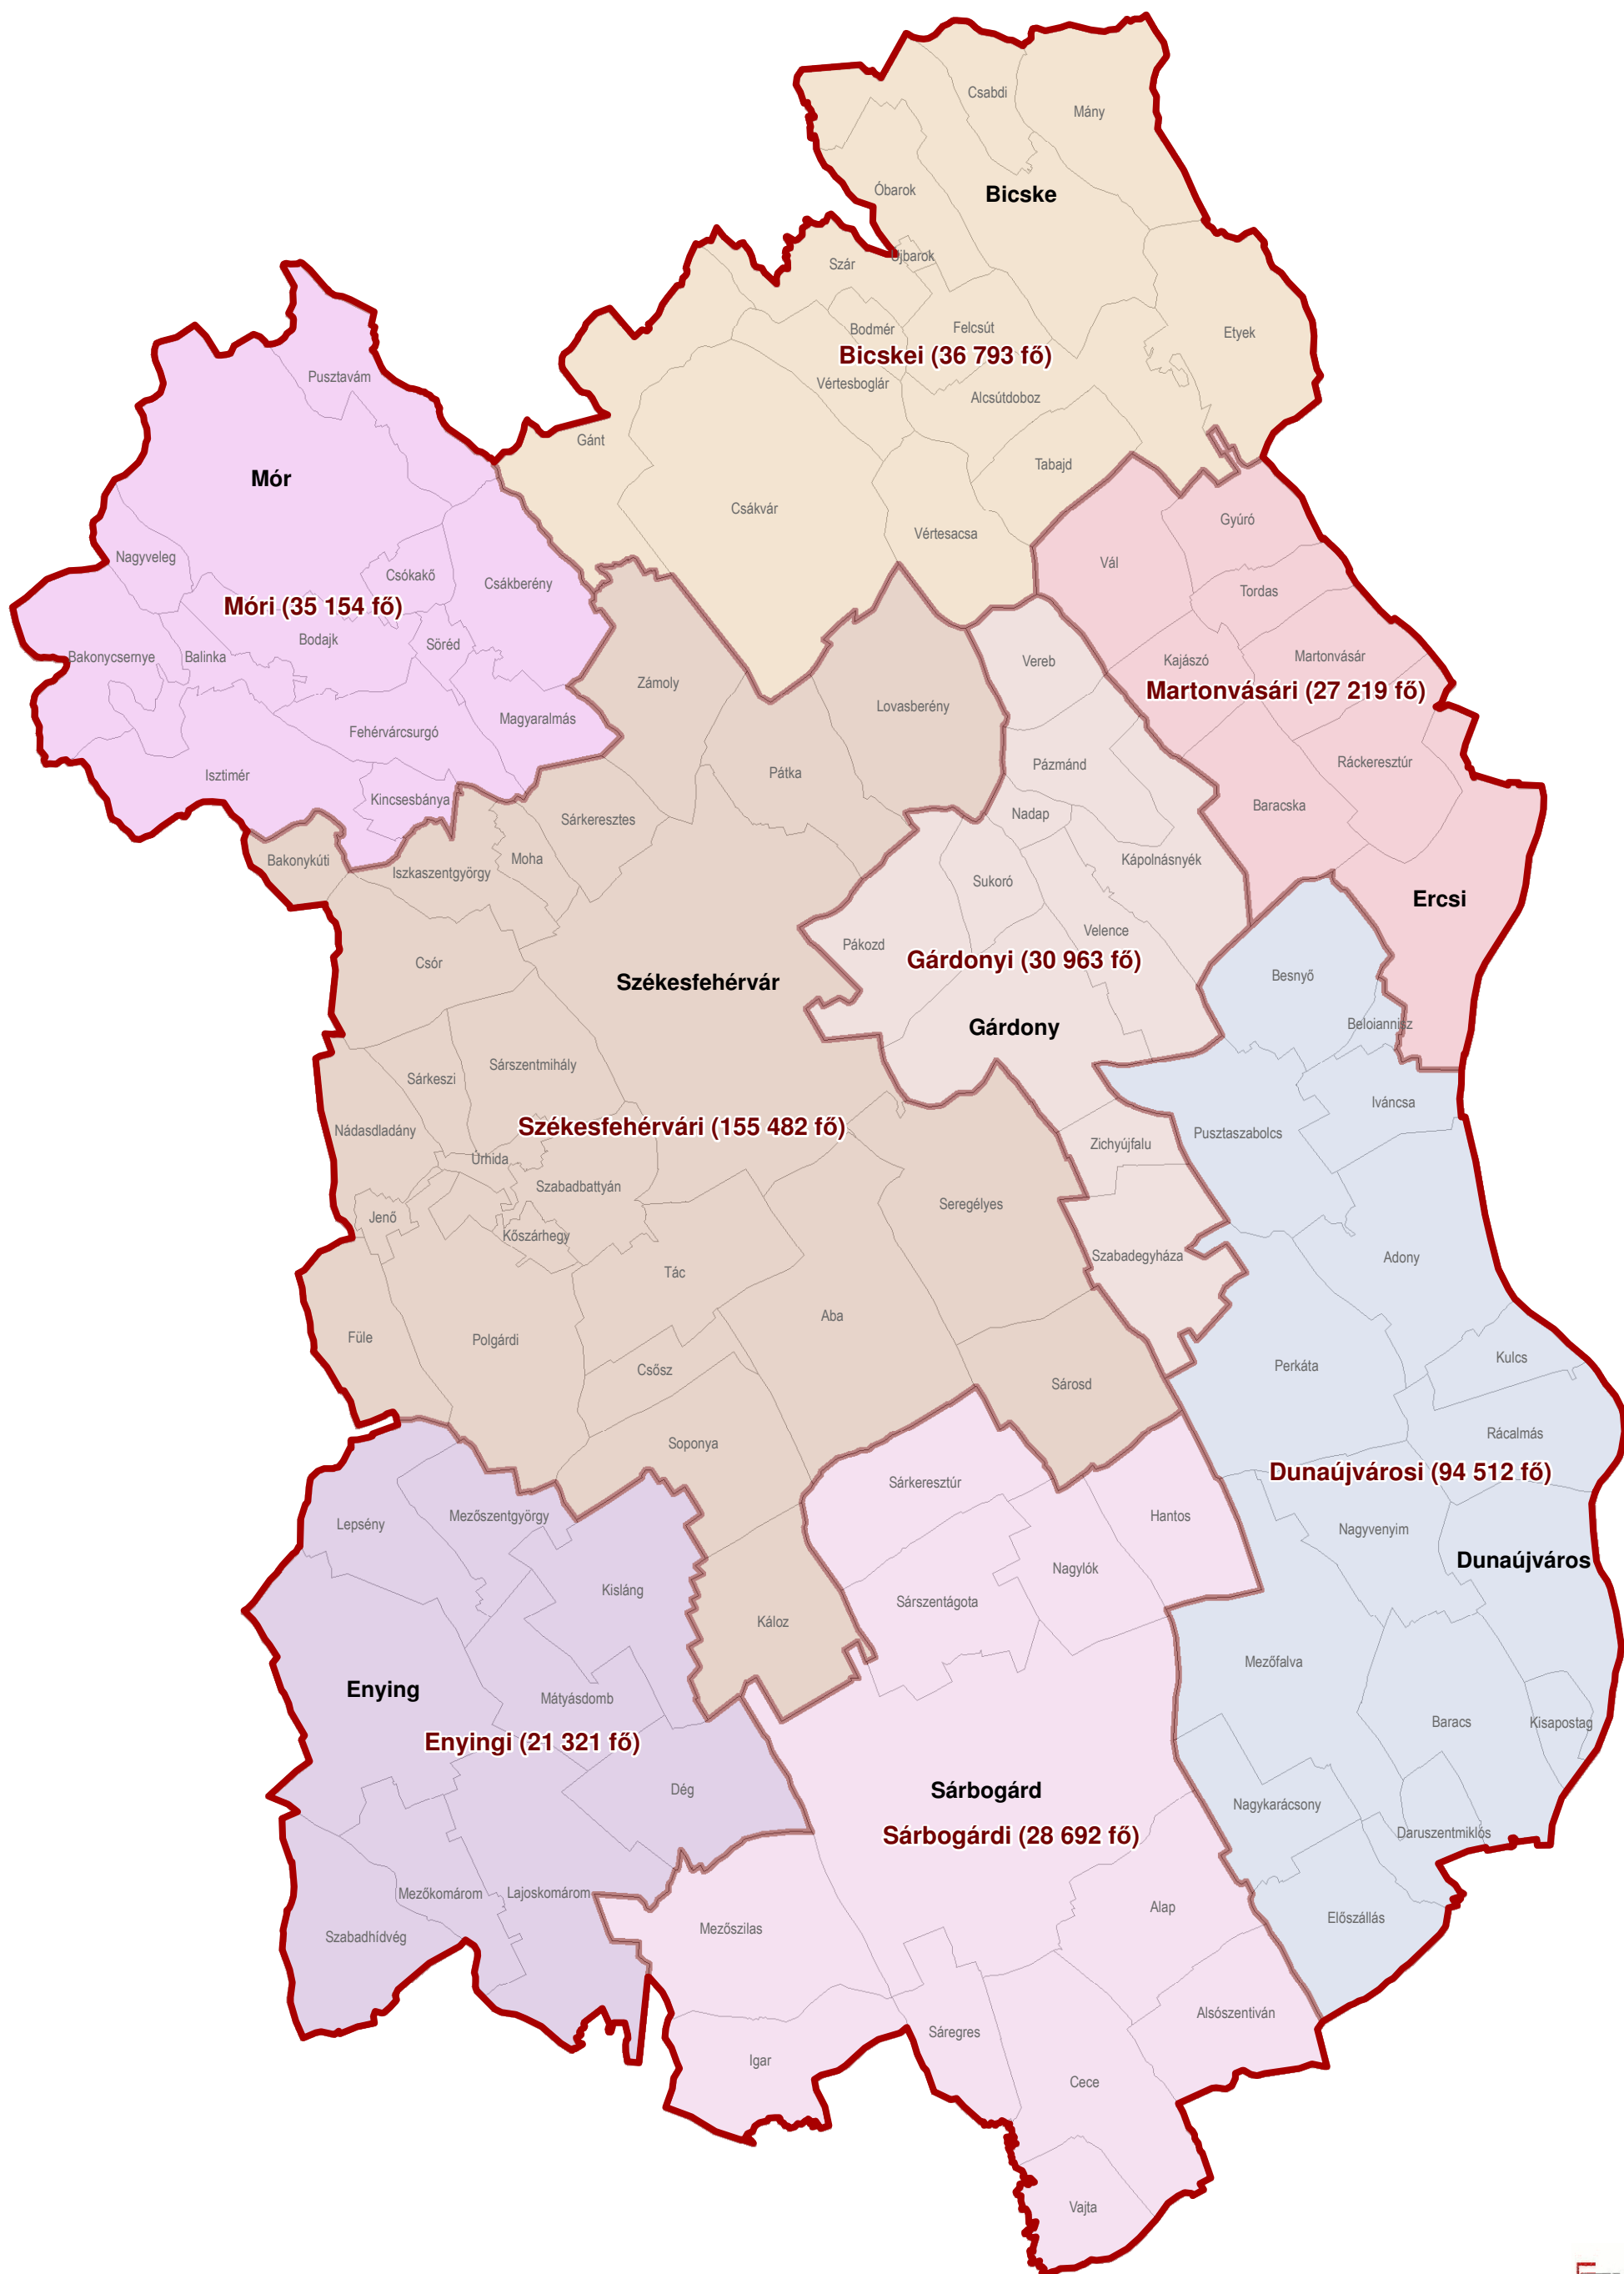 Csabdi
Mány
Óbarok
Bicske
Újbarok
Szár
Bodmér
Felcsút
Etyek
Bicskei (36 793 fő)
Vértesboglár
Alcsútdoboz
Pusztavám
Gánt
Tabajd
Mór
Csákvár
Vértesacsa
Gyúró
Nagyveleg
Vál
Csókakő
Csákberény
Tordas
Móri (35 154 fő)
Bodajk
Söréd
Bakonycsernye
Balinka
Vereb
Kajászó
Martonvásár
Zámoly
Martonvásári (27 219 fő)
Lovasberény
Magyaralmás
Fehérvárcsurgó
Isztimér
Pátka
Pázmánd
Ráckeresztúr
Kincsesbánya
Sárkeresztes
Nadap
Baracska
Bakonykúti
Iszkaszentgyörgy
Moha
Kápolnásnyék
Sukoró
Ercsi
Pákozd
Velence
Csór
Gárdonyi (30 963 fő)
Székesfehérvár
Besnyő
Gárdony
Beloiannisz
Sárszentmihály
Sárkeszi
Iváncsa
Nádasdladány
Székesfehérvári (155 482 fő)
Pusztaszabolcs
Zichyújfalu
Úrhida
Szabadbattyán
Seregélyes
Jenő
Kőszárhegy
Szabadegyháza
Adony
Tác
Aba
Füle
Polgárdi
Kulcs
Perkáta
Csősz
Sárosd
Rácalmás
Soponya
Dunaújvárosi (94 512 fő)
Sárkeresztúr
Lepsény
Mezőszentgyörgy
Hantos
Nagyvenyim
Dunaújváros
Nagylók
Kisláng
Sárszentágota
Káloz
Mezőfalva
Enying
Mátyásdomb
Baracs
Kisapostag
Enyingi (21 321 fő)
Dég
Sárbogárd
Nagykarácsony
Sárbogárdi (28 692 fő)
Daruszentmiklós
Mezőkomárom
Lajoskomárom
Alap
Előszállás
Mezőszilas
Szabadhídvég
Alsószentiván
Sáregres
Igar
Cece
Vajta